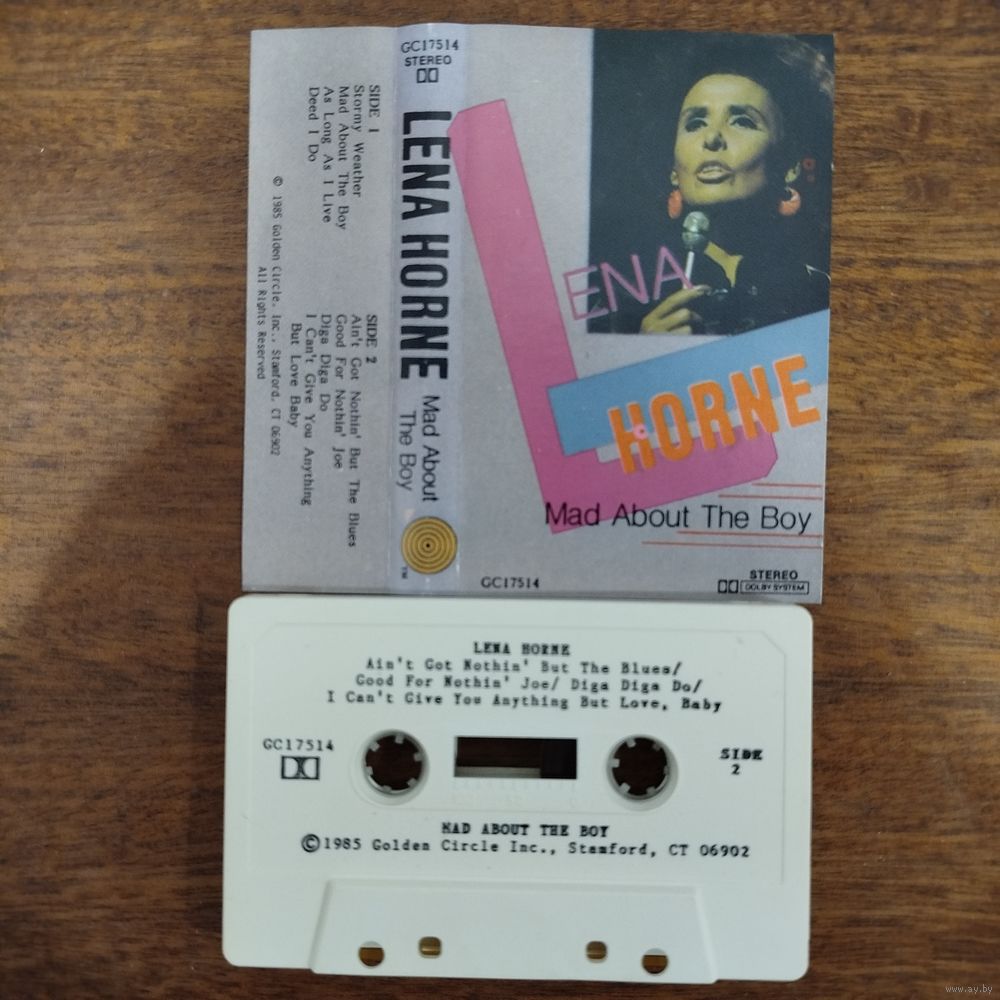 GC17514
STEREO
LENA HORNE
Mad About
The Boy
TM
SIDE 1
Stormy Weather
Mad About The Boy
As Long As I Live
Deed I Do
SIDE 2
Ain't Got Nothin' But The Blues
Good For Nothin' Joe
Diga Diga Do
I Can't Give You Anything
But Love Baby
© 1985 Golden Circle, Inc., Stamford, CT 06902
All Rights Reserved
LENA
HORNE
Mad About The Boy
GC17514
STEREO
DOLBY SYSTEM
LENA HORNE
Ain't Got Nothin' But The Blues/
Good For Nothin' Joe/ Diga Diga Do/
I Can't Give You Anything But Love, Baby
GC17514
SIDE
2
MAD ABOUT THE BOY
©1985 Golden Circle Inc., Stamford, CT 06902
www.ay.by